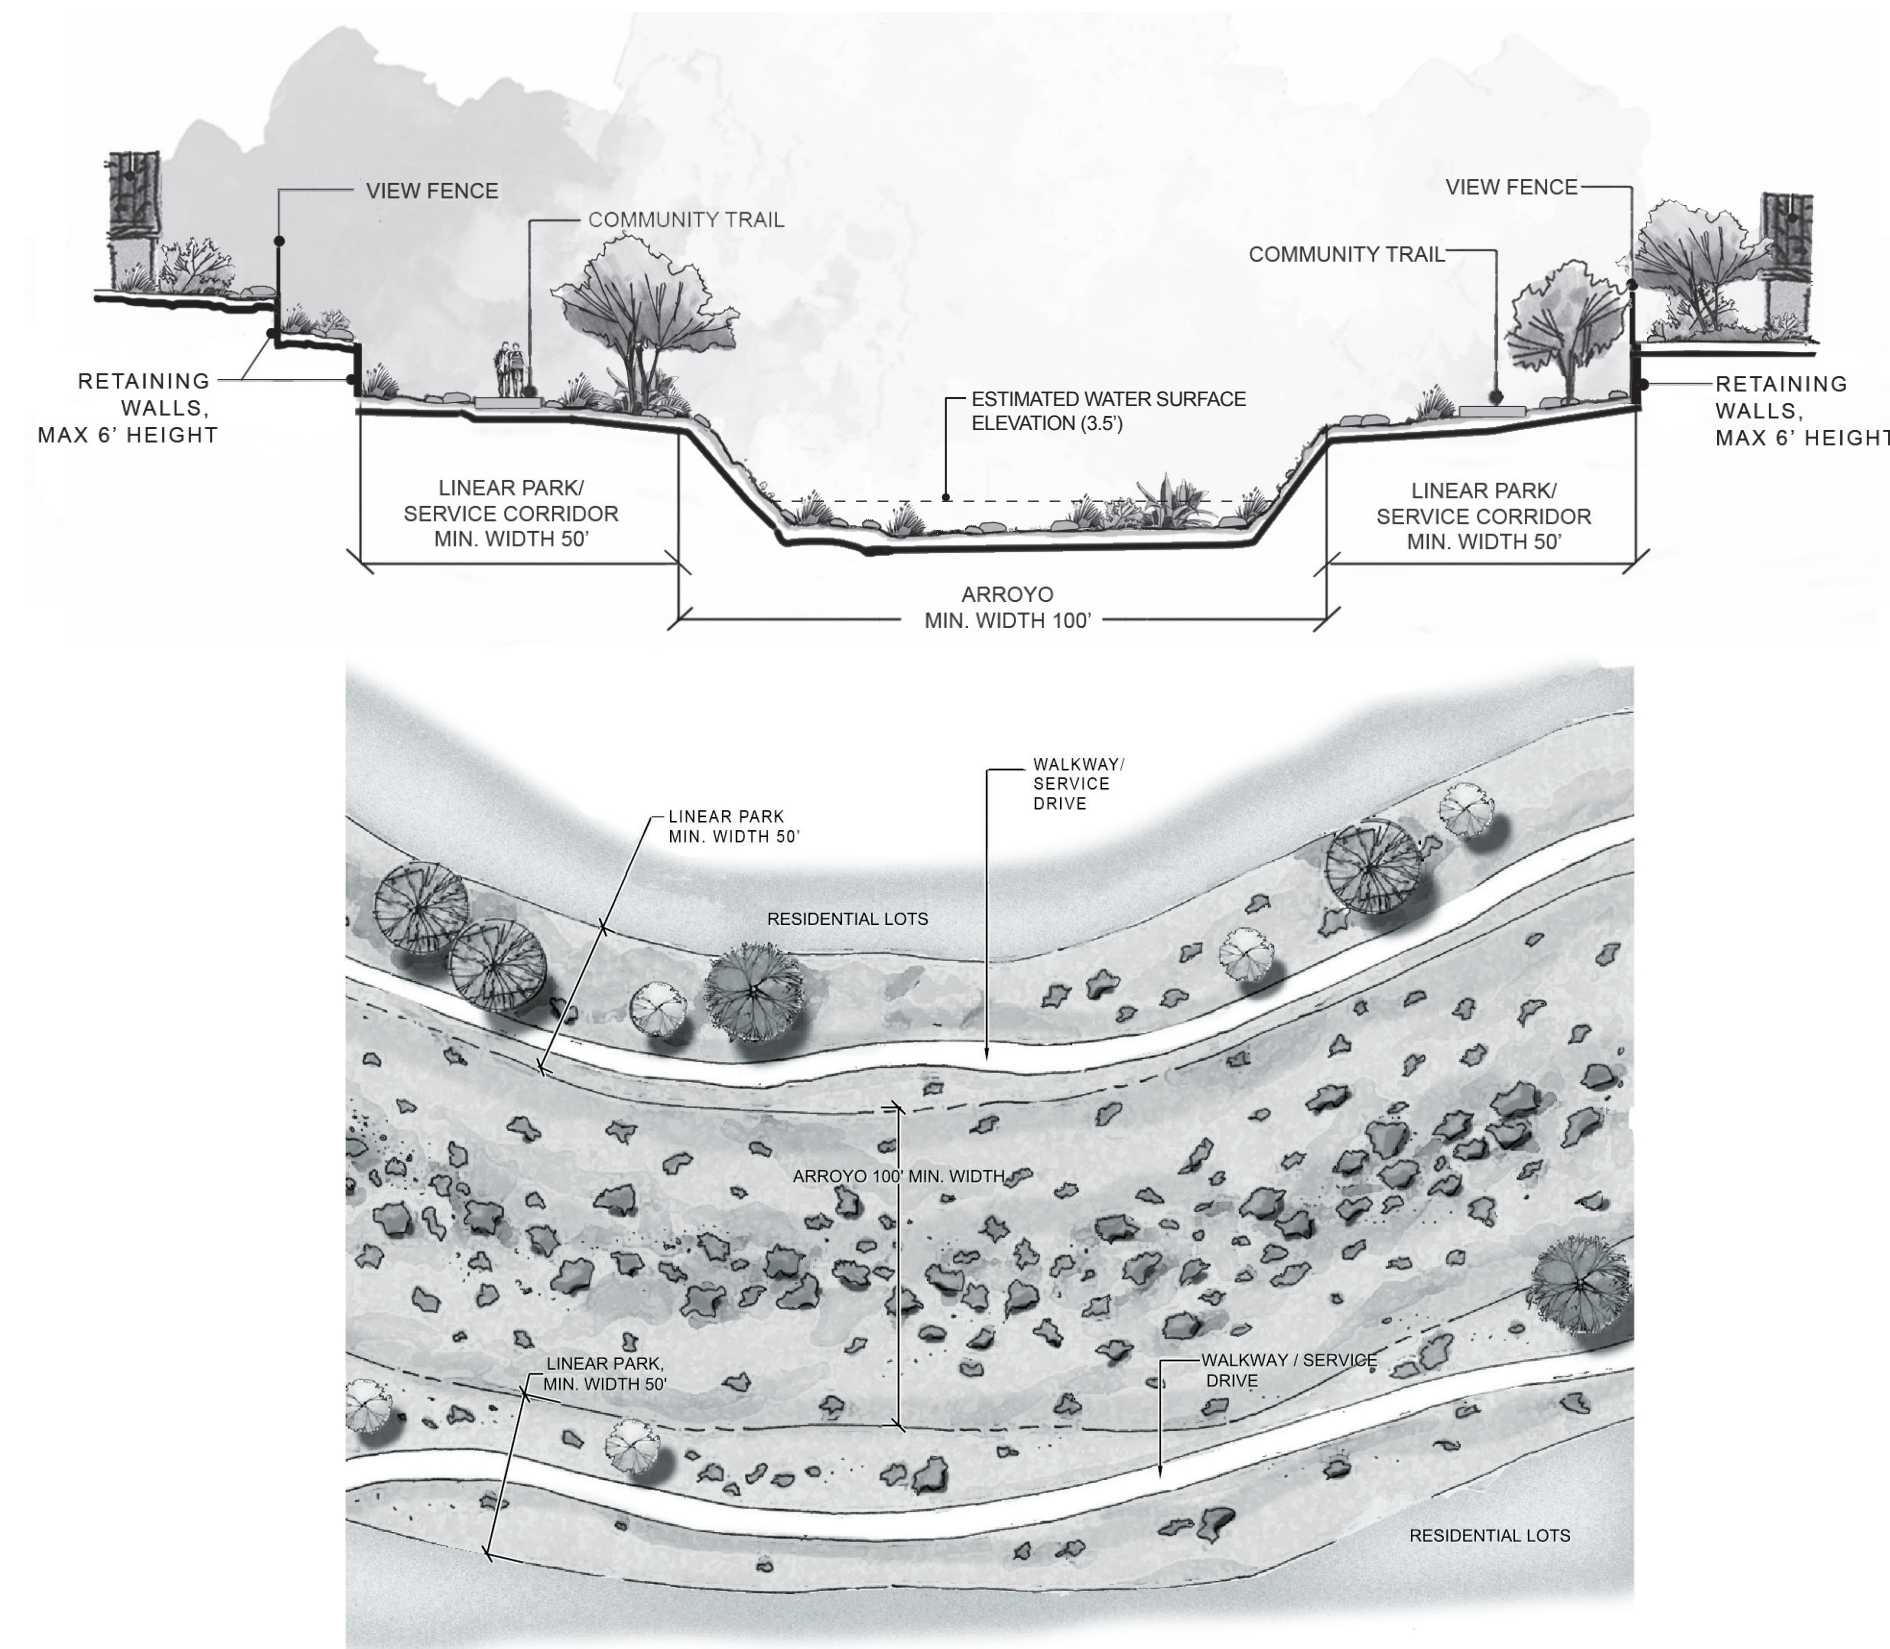 VIEW FENCE
COMMUNITY TRAIL
VIEW FENCE
COMMUNITY TRAIL
RETAINING
WALLS,
MAX 6' HEIGHT
ESTIMATED WATER SURFACE
ELEVATION (3.5')
RETAINING
WALLS,
MAX 6' HEIGHT
LINEAR PARK/
SERVICE CORRIDOR
MIN. WIDTH 50'
LINEAR PARK/
SERVICE CORRIDOR
MIN. WIDTH 50'
ARROYO
MIN. WIDTH 100'
WALKWAY/
SERVICE
DRIVE
LINEAR PARK
MIN. WIDTH 50'
RESIDENTIAL LOTS
ARROYO 100' MIN. WIDTH
LINEAR PARK,
MIN. WIDTH 50'
WALKWAY / SERVICE
DRIVE
RESIDENTIAL LOTS